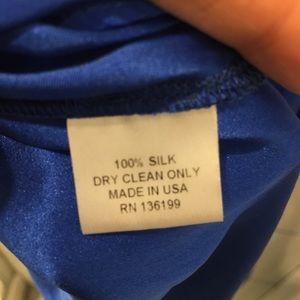 100% SILK
DRY CLEAN ONLY
MADE IN USA
RN 136199